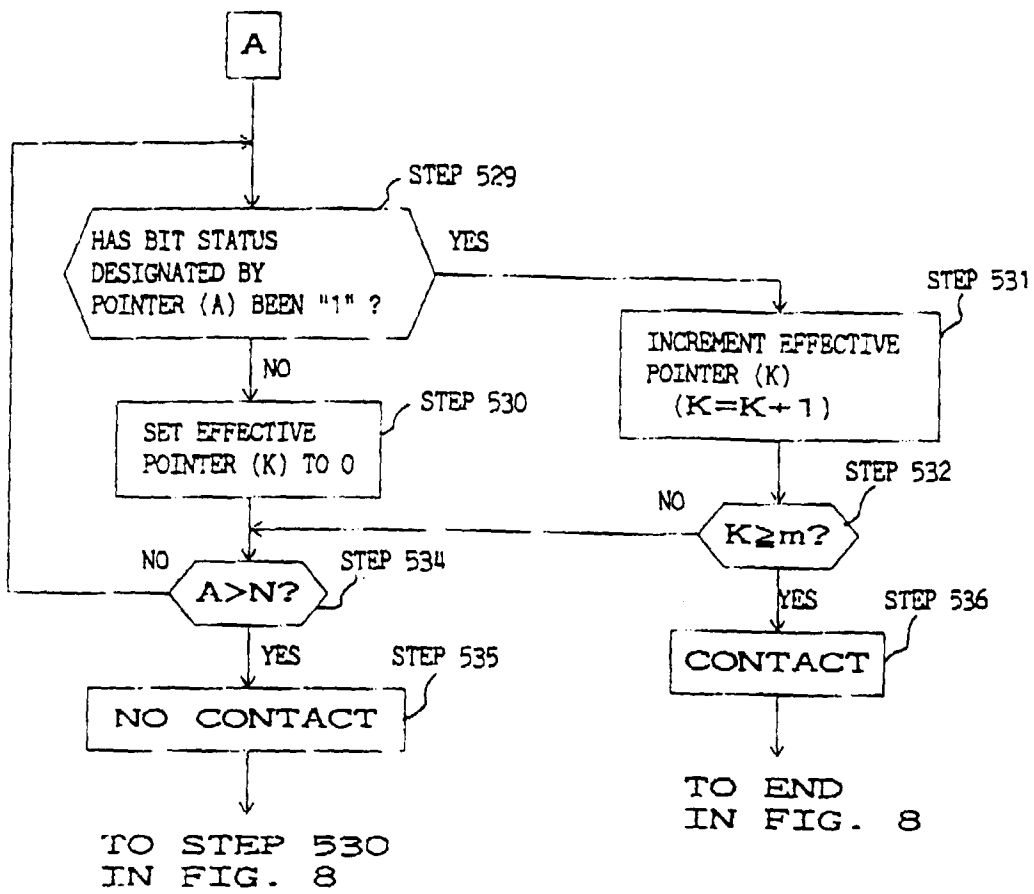 A
STEP 529
HAS BIT STATUS
DESIGNATED BY
POINTER (A) BEEN "1" ?
YES
NO
STEP 531
INCREMENT EFFECTIVE
POINTER (K)
(K=K+1)
STEP 530
SET EFFECTIVE
POINTER (K) TO 0
STEP 532
NO
K≧m?
NO
STEP 534
A>N?
YES
STEP 536
CONTACT
YES
STEP 535
NO CONTACT
TO END
IN FIG. 8
TO STEP 530
IN FIG. 8